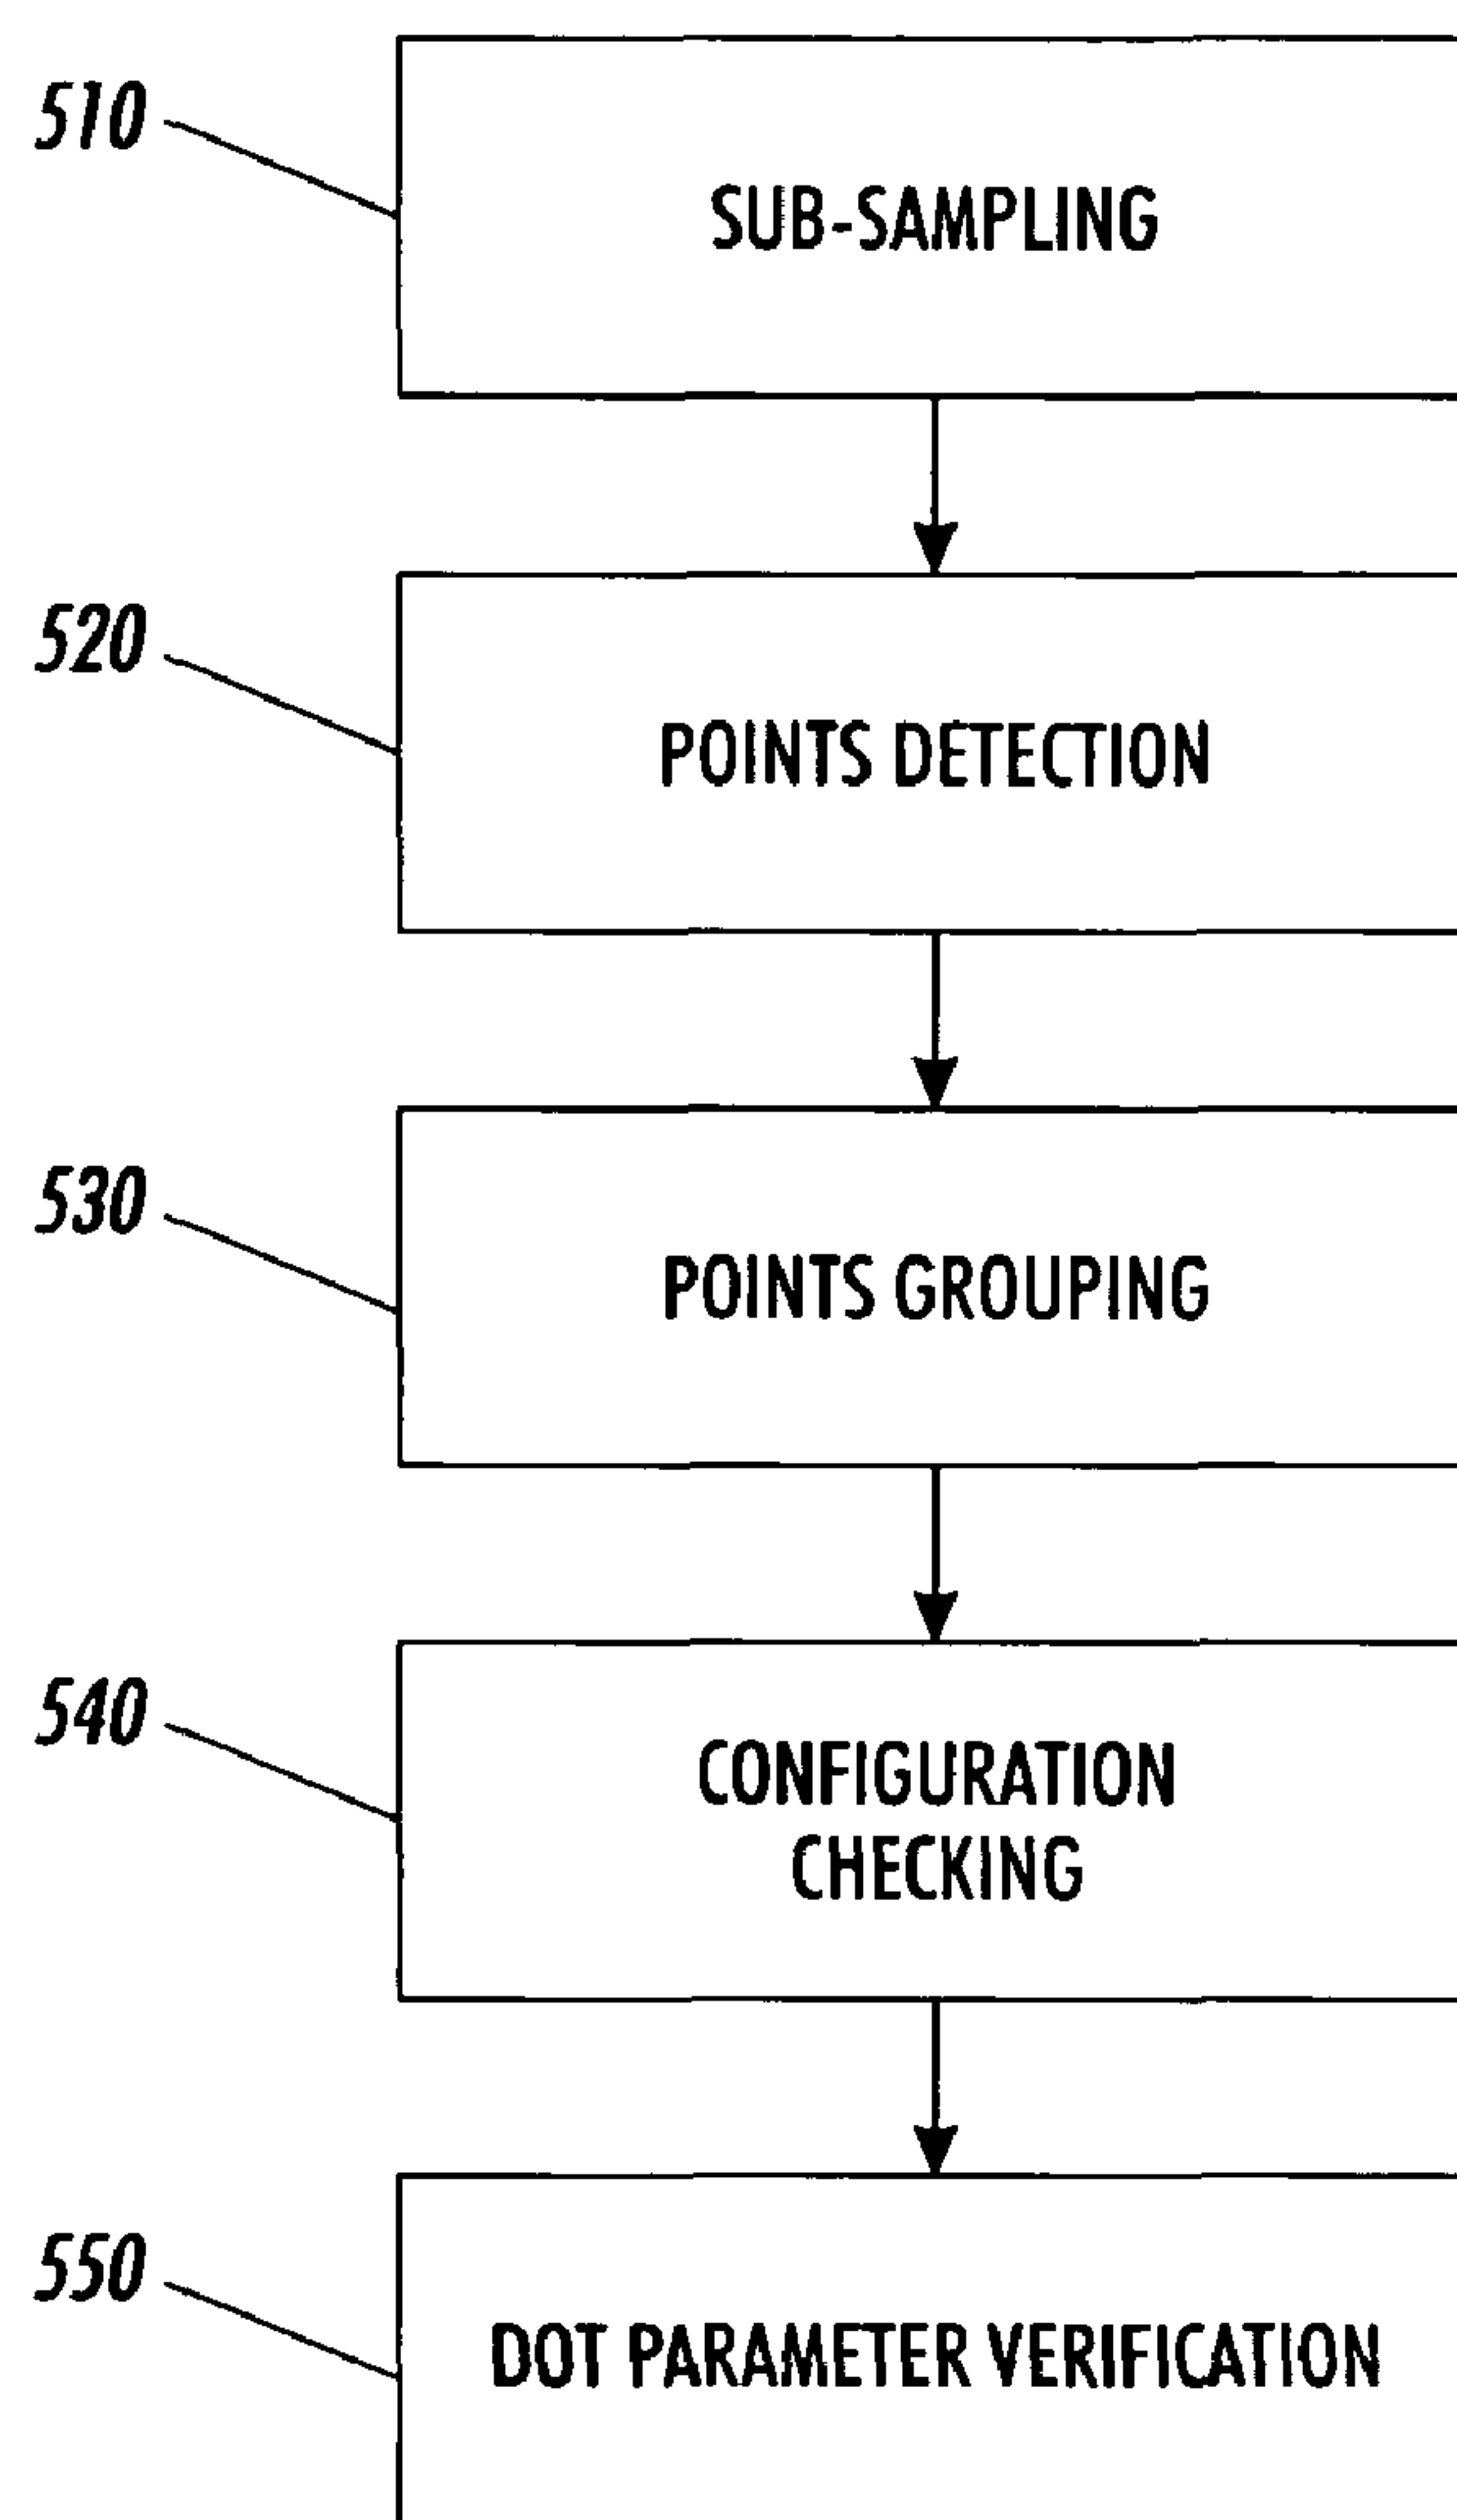 510
SUB-SAMPLING
520
POINTS DETECTION
530
POINTS GROUPING
540
CONFIGURATION
CHECKING
550
DOT PARAMETER VERIFICATION